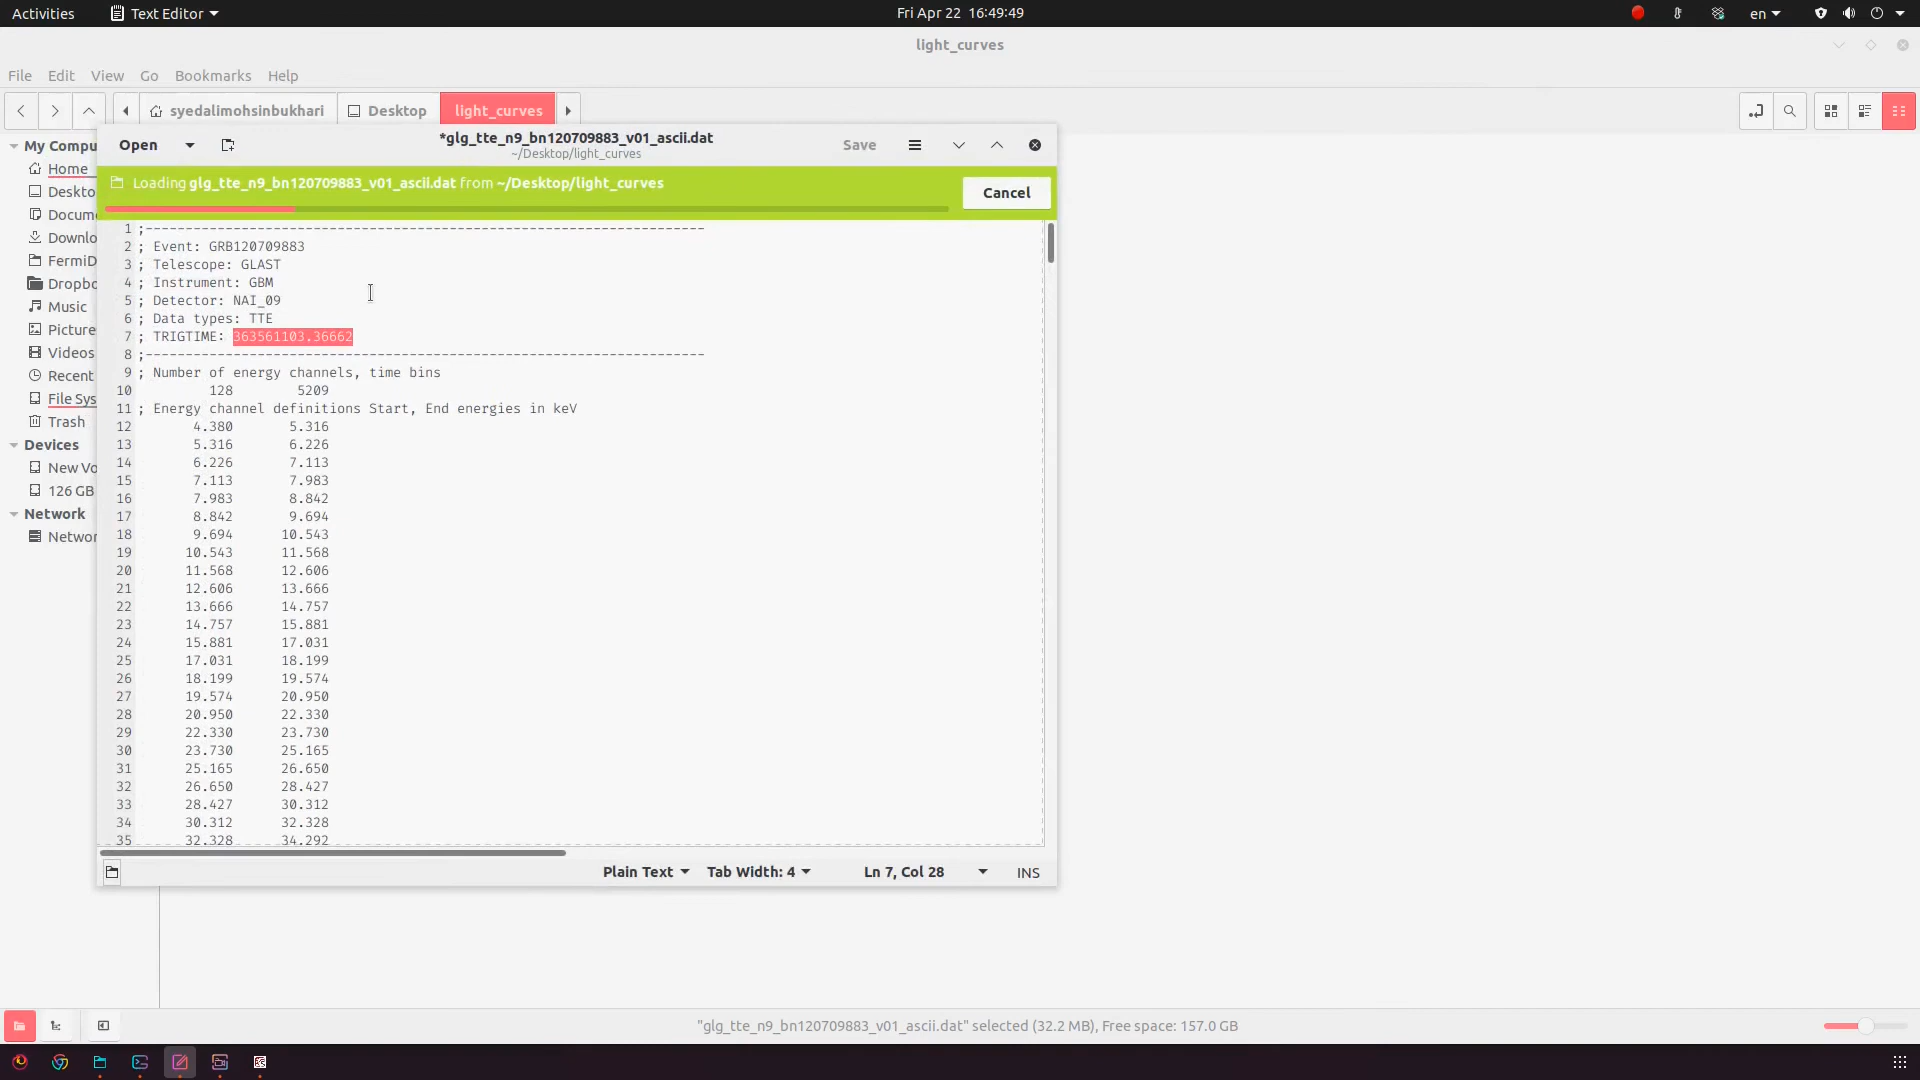 Activities Text Editor Fri Apr 22 16:49:49 en
light_curves
File Edit View Go Bookmarks Help
syedalimohsinbukhari Desktop light_curves
My Compu
Home
Deskto
Docum
Downlo
FermiD
Dropbo
Music
Picture
Videos
Recent
File Sys
Trash
Devices
New Vo
126 GB
Network
Networ
Open *glg_tte_n9_bn120709883_v01_ascii.dat Save
~/Desktop/light_curves
Loading glg_tte_n9_bn120709883_v01_ascii.dat from ~/Desktop/light_curves Cancel
1 ;----------------------------------------------------------------------
2 ; Event: GRB120709883
3 ; Telescope: GLAST
4 ; Instrument: GBM
5 ; Detector: NAI_09
6 ; Data types: TTE
7 ; TRIGTIME: 363561103.36662
8 ;----------------------------------------------------------------------
9 ; Number of energy channels, time bins
10 128 5209
11 ; Energy channel definitions Start, End energies in keV
12 4.380 5.316
13 5.316 6.226
14 6.226 7.113
15 7.113 7.983
16 7.983 8.842
17 8.842 9.694
18 9.694 10.543
19 10.543 11.568
20 11.568 12.606
21 12.606 13.666
22 13.666 14.757
23 14.757 15.881
24 15.881 17.031
25 17.031 18.199
26 18.199 19.574
27 19.574 20.950
28 20.950 22.330
29 22.330 23.730
30 23.730 25.165
31 25.165 26.650
32 26.650 28.427
33 28.427 30.312
34 30.312 32.328
35 32.328 34.292
Plain Text Tab Width: 4 Ln 7, Col 28 INS
"glg_tte_n9_bn120709883_v01_ascii.dat" selected (32.2 MB), Free space: 157.0 GB